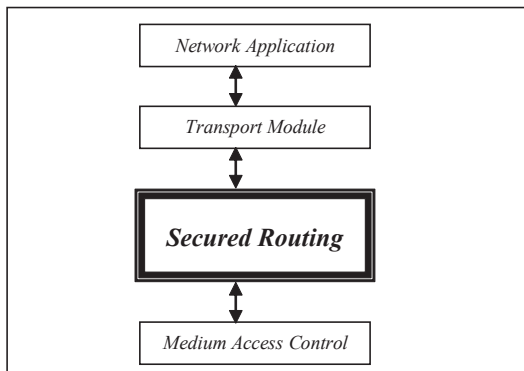 Network Application
Transport Module
Secured Routing
Medium Access Control